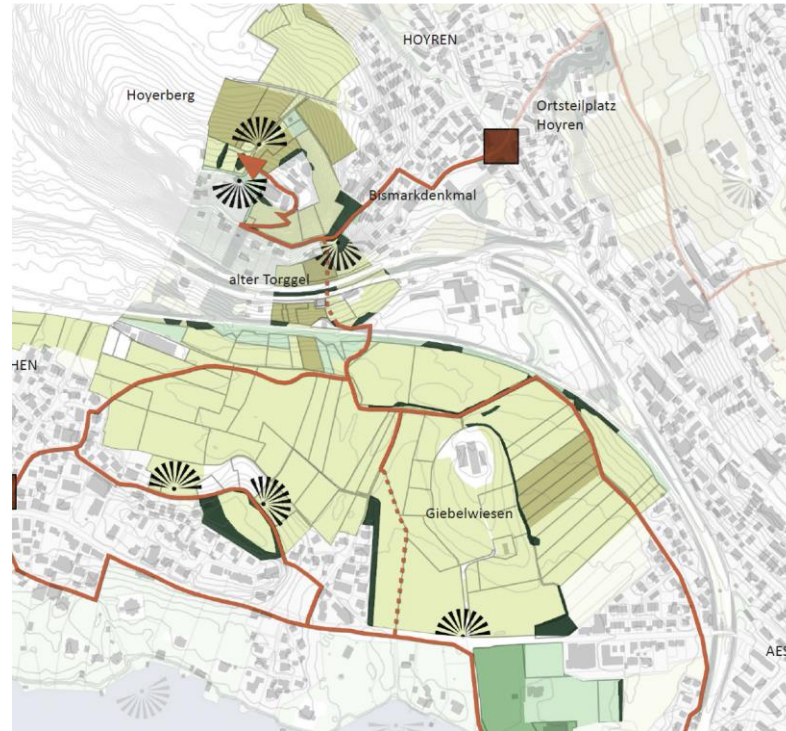 HOYREN
Hoyerberg
Ortsteilplatz
Hoyren
Bismarkdenkmal
alter Torggel
HEN
Giebelwiesen
AES